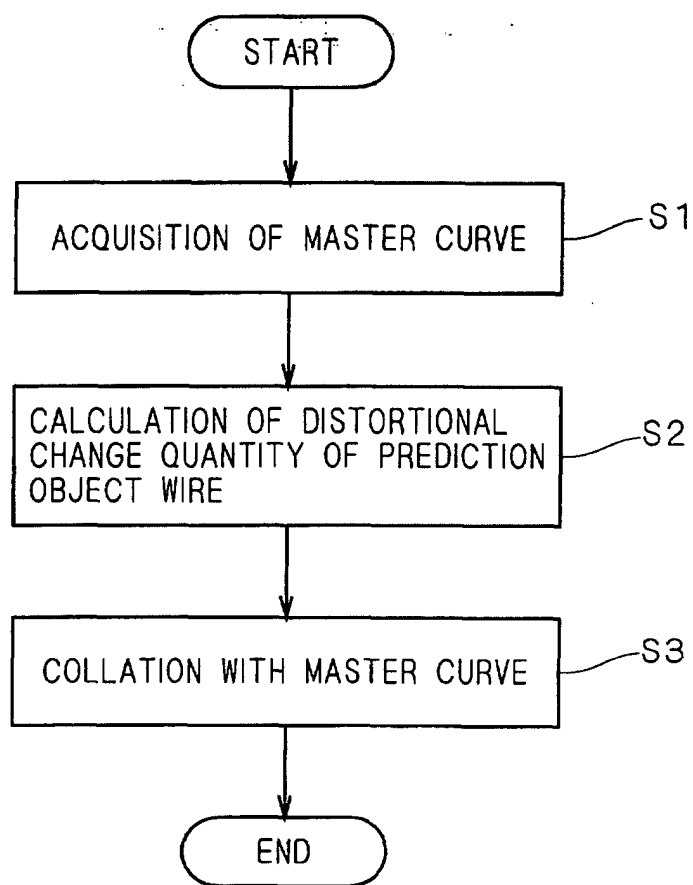 START
ACQUISITION OF MASTER CURVE
S1
CALCULATION OF DISTORTIONAL
CHANGE QUANTITY OF PREDICTION
OBJECT WIRE
S2
COLLATION WITH MASTER CURVE
S3
END